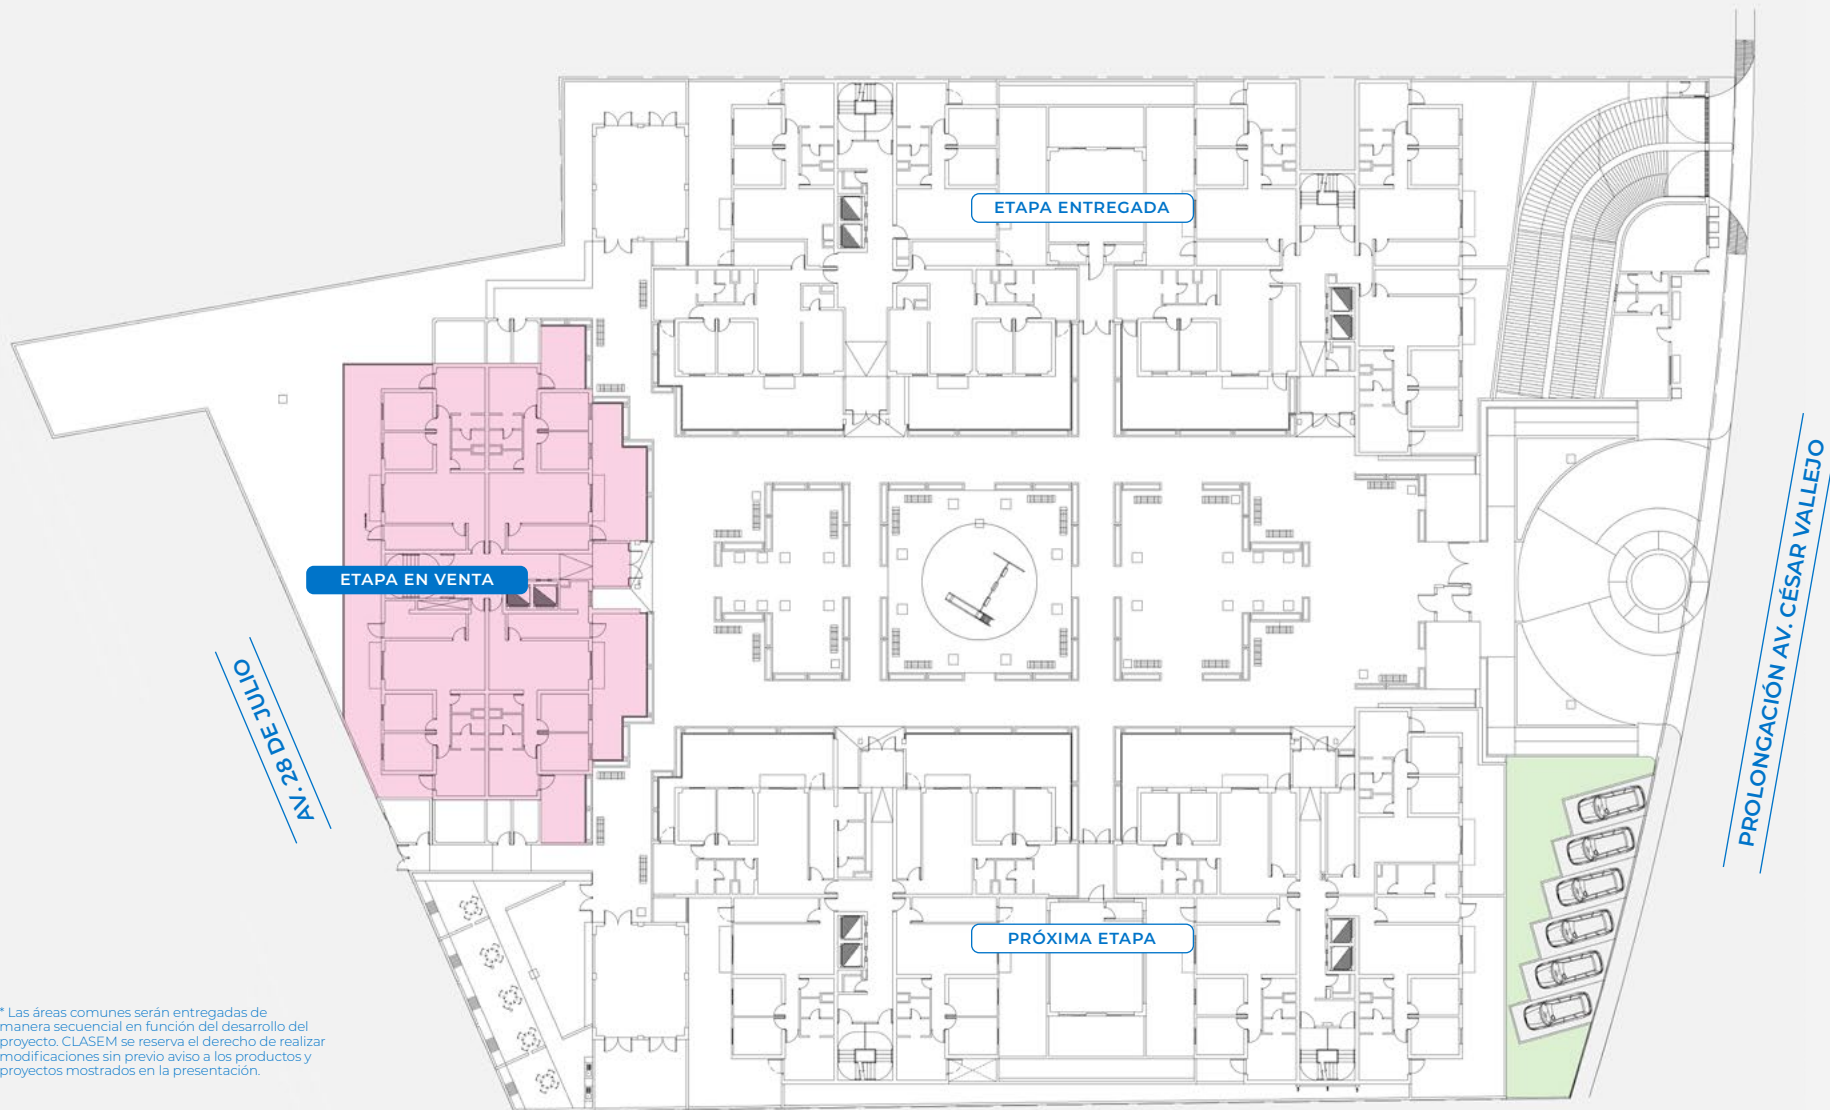 ETAPA ENTREGADA
ETAPA EN VENTA
AV. 28 DE JULIO
PROLONGACIÓN AV. CÉSAR VALLEJO
PRÓXIMA ETAPA
* Las áreas comunes serán entregadas de
manera secuencial en función del desarrollo del
proyecto. CLASEM se reserva el derecho de realizar
modificaciones sin previo aviso a los productos y
proyectos mostrados en la presentación.